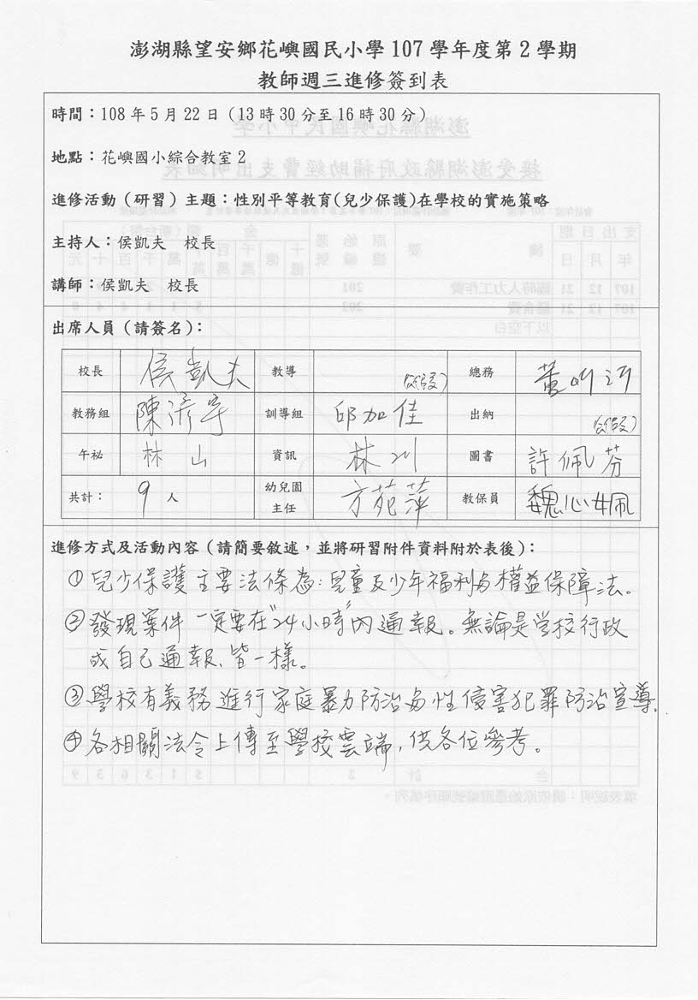 澎湖縣望安鄉花嶼國民小學 107 學年度第 2 學期
教師週三進修簽到表
時間：108 年 5 月 22 日（13 時 30 分至 16 時 30 分）
地點：花嶼國小綜合教室 2
進修活動（研習）主題：性別平等教育(兒少保護)在學校的實施策略
主持人：侯凱夫 校長
講師：侯凱夫 校長
出席人員（請簽名）：
校長 侯凱夫 教導 (公假) 總務 董
教務組 陳 訓導組 邱加佳 出納 (公假)
午祕 林山 資訊 林川 圖書 許佩芬
共計： 9 人 幼兒園主任 方苑萍 教保員 魏心姵
進修方式及活動內容（請簡要敘述，並將研習附件資料附於表後）：
①兒少保護主要法條為：兒童及少年福利与權益保障法。
②發現案件一定要在"24小時"內通報。無論是学校行政
或自己通報、皆一樣。
③學校有義務進行家庭暴力防治与性侵害犯罪防治宣導.
④各相關法令上傳至學校雲端，供各位參考。